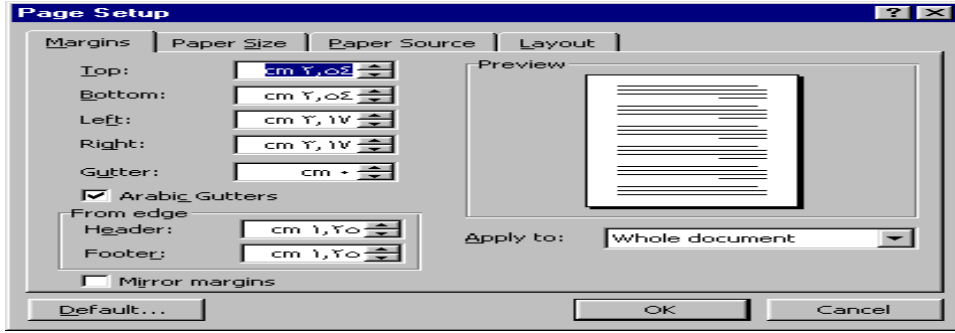 Page Setup
Margins Paper Size Paper Source Layout
Top: cm ٢,٥٤
Bottom: cm ٢,٥٤
Left: cm ٣,١٧
Right: cm ٣,١٧
Gutter: cm ٠
Arabic Gutters
From edge
Header: cm ١,٢٥
Footer: cm ١,٢٥
Mirror margins
Preview
Apply to: Whole document
Default... OK Cancel